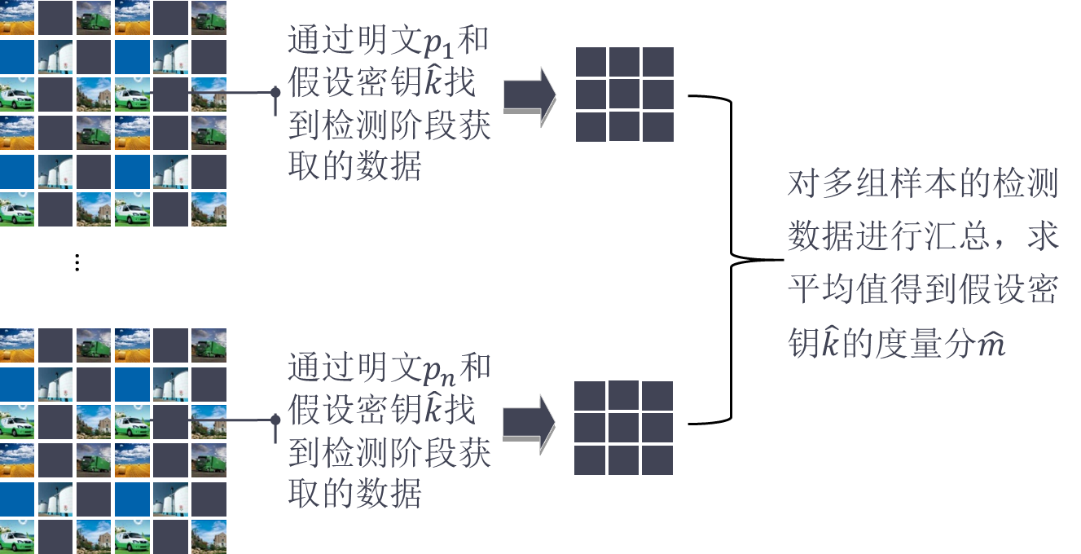 通过明文p₁和
假设密钥k̂找
到检测阶段获
取的数据
⋮
通过明文pₙ和
假设密钥k̂找
到检测阶段获
取的数据
对多组样本的检测
数据进行汇总，求
平均值得到假设密
钥k̂的度量分m̂